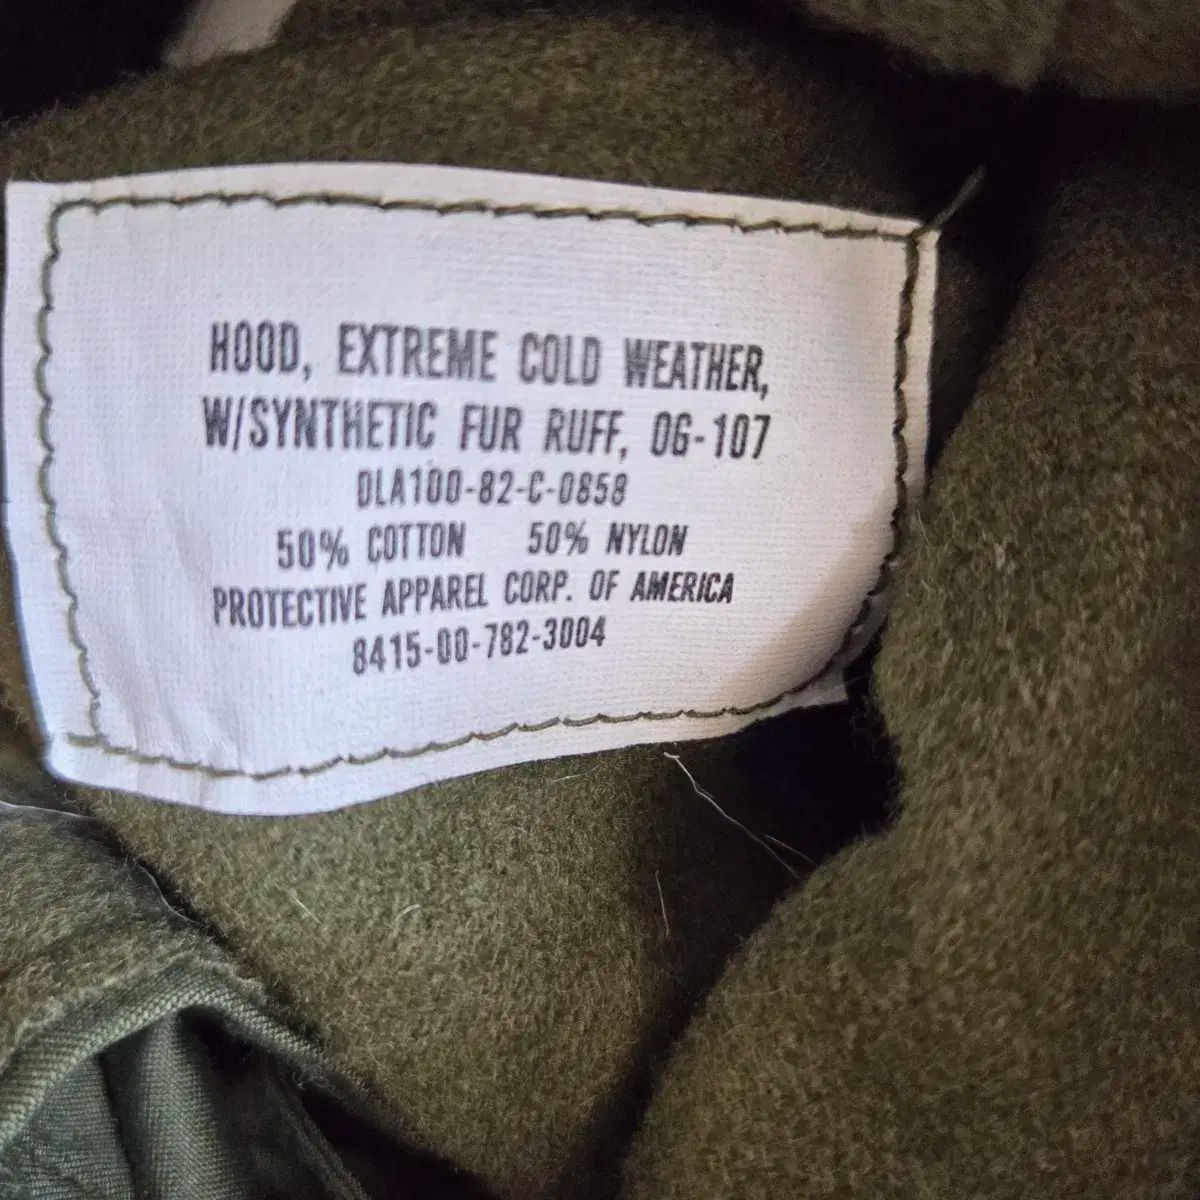 HOOD, EXTREME COLD WEATHER,
W/SYNTHETIC FUR RUFF, OG-107
DLA100-82-C-0858
50% COTTON 50% NYLON
PROTECTIVE APPAREL CORP. OF AMERICA
8415-00-782-3004